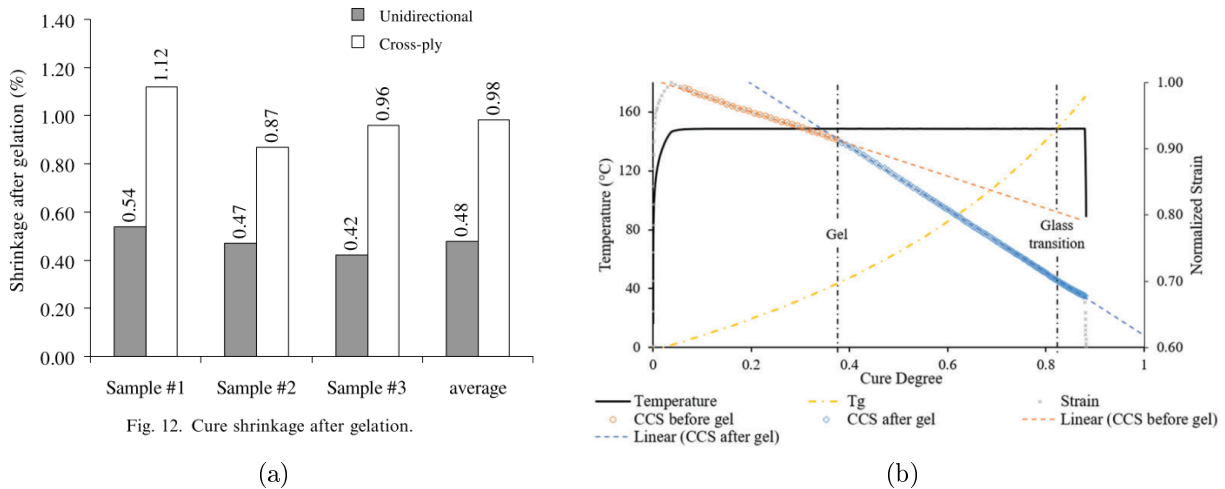 1.40
1.20
1.00
0.80
0.60
0.40
0.20
0.00
Shrinkage after gelation (%)
Unidirectional
Cross-ply
0.54
1.12
0.47
0.87
0.42
0.96
0.48
0.98
Sample #1
Sample #2
Sample #3
average
Fig. 12. Cure shrinkage after gelation.
(a)
160
120
80
40
0
Temperature (°C)
1.00
0.90
0.80
0.70
0.60
Normalized Strain
Gel
Glass
transition
0
0.2
0.4
0.6
0.8
1
Cure Degree
Temperature
Tg
Strain
CCS before gel
CCS after gel
Linear (CCS before gel)
Linear (CCS after gel)
(b)